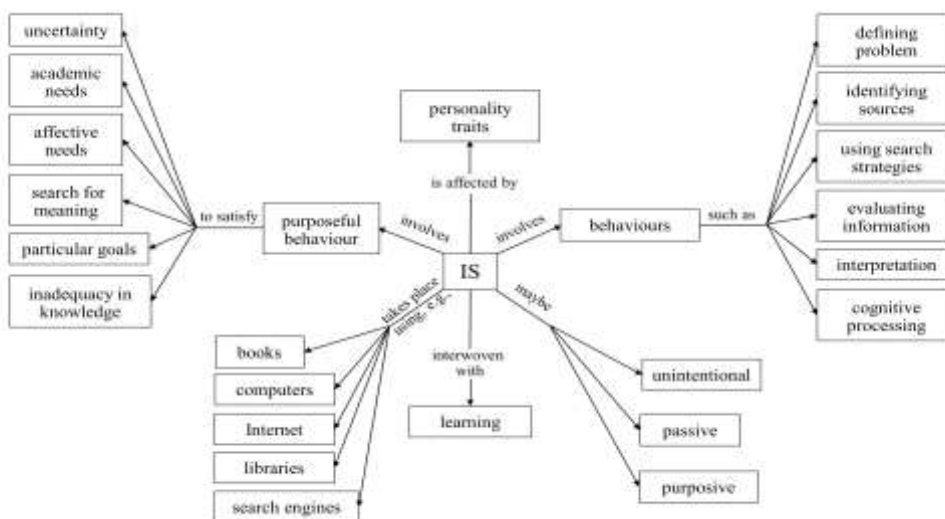 uncertainty
academic
needs
affective
needs
search for
meaning
particular goals
inadequacy in
knowledge
to satisfy
purposeful
behaviour
involves
personality
traits
is affected by
IS
involves
behaviours
such as
defining
problem
identifying
sources
using search
strategies
evaluating
information
interpretation
cognitive
processing
takes place
using, e.g.,
books
computers
Internet
libraries
search engines
interwoven
with
learning
maybe
unintentional
passive
purposive